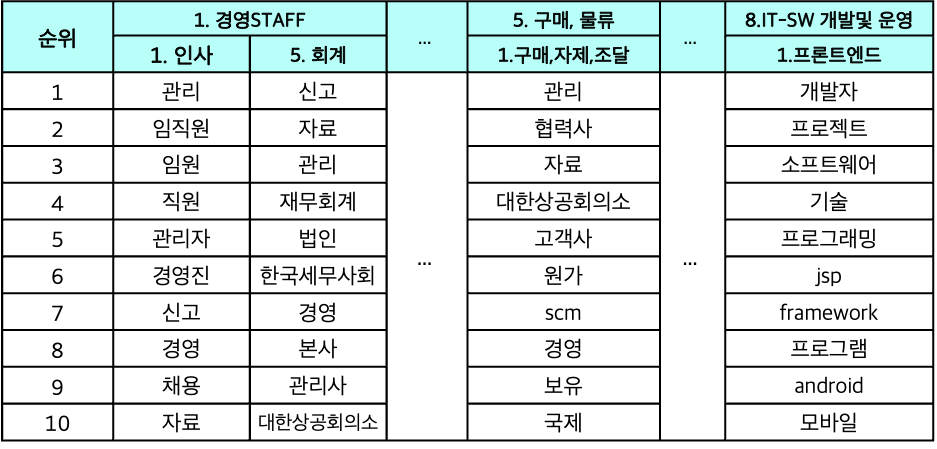 순위 1. 경영STAFF ... 5. 구매, 물류 ... 8.IT-SW 개발및 운영
1. 인사 5. 회계 1.구매,자제,조달 1.프론트엔드
1 관리 신고 관리 개발자
2 임직원 자료 협력사 프로젝트
3 임원 관리 자료 소프트웨어
4 직원 재무회계 대한상공회의소 기술
5 관리자 법인 고객사 프로그래밍
6 경영진 한국세무사회 ... 원가 ... jsp
7 신고 경영 scm framework
8 경영 본사 경영 프로그램
9 채용 관리사 보유 android
10 자료 대한상공회의소 국제 모바일